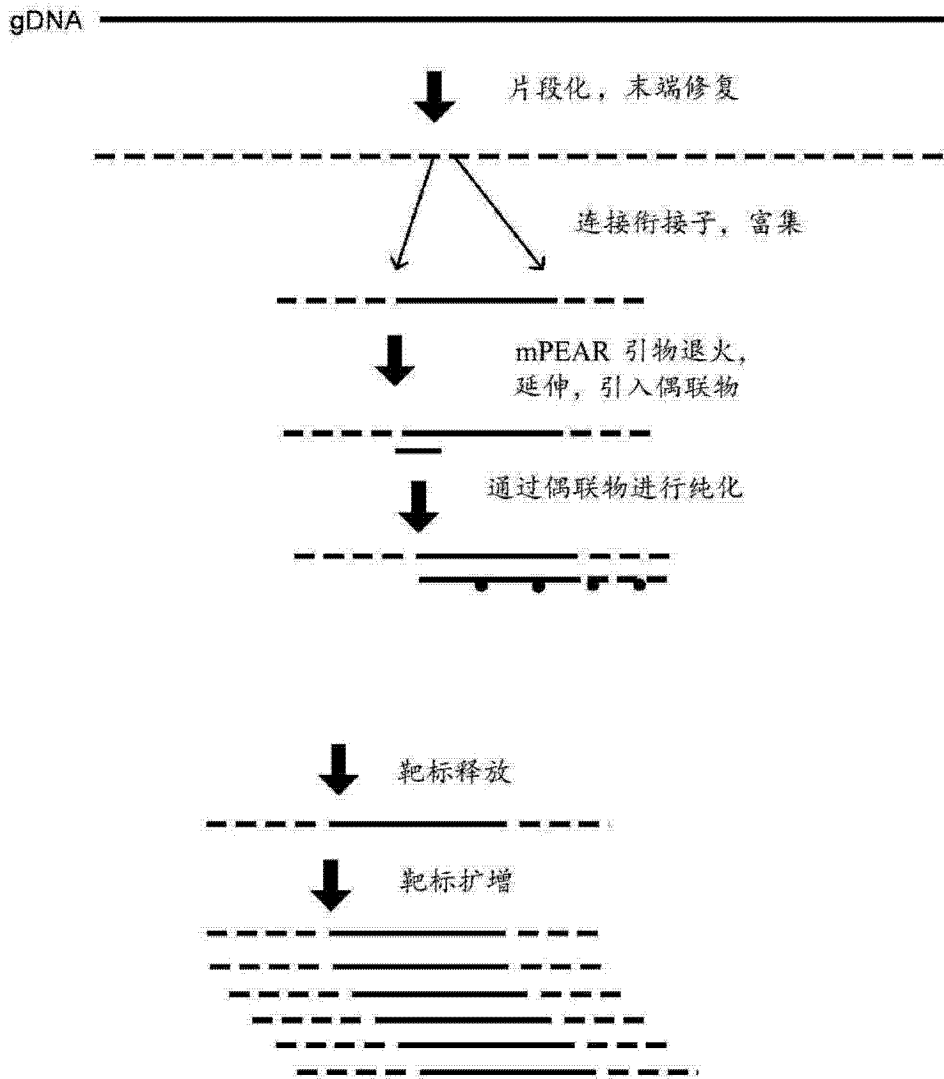 gDNA
片段化，末端修复
连接衔接子，富集
mPEAR 引物退火，
延伸，引入偶联物
通过偶联物进行纯化
靶标释放
靶标扩增